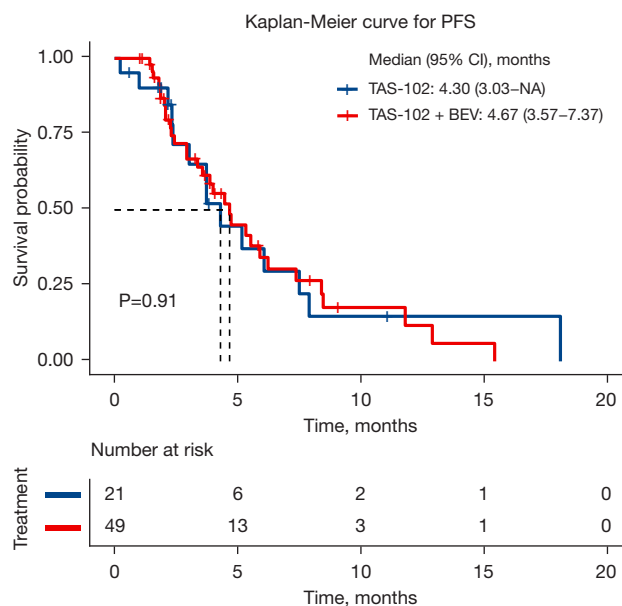 Kaplan-Meier curve for PFS
Median (95% CI), months
TAS-102: 4.30 (3.03–NA)
TAS-102 + BEV: 4.67 (3.57–7.37)
Survival probability
1.00
0.75
0.50
0.25
0.00
P=0.91
0 5 10 15 20
Time, months
Number at risk
Treatment
21 6 2 1 0
49 13 3 1 0
0 5 10 15 20
Time, months